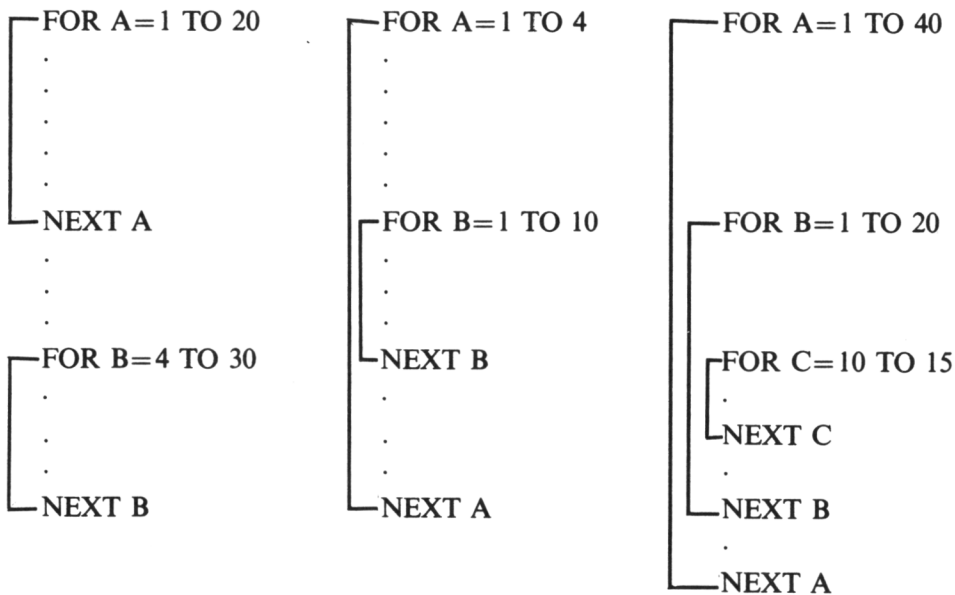 FOR A=1 TO 20
.
.
.
.
.
NEXT A
.
.
.
FOR B=4 TO 30
.
.
.
NEXT B
FOR A=1 TO 4
.
.
.
.
.
FOR B=1 TO 10
.
.
.
NEXT B
.
.
.
NEXT A
FOR A=1 TO 40
FOR B=1 TO 20
FOR C=10 TO 15
.
NEXT C
.
NEXT B
.
NEXT A